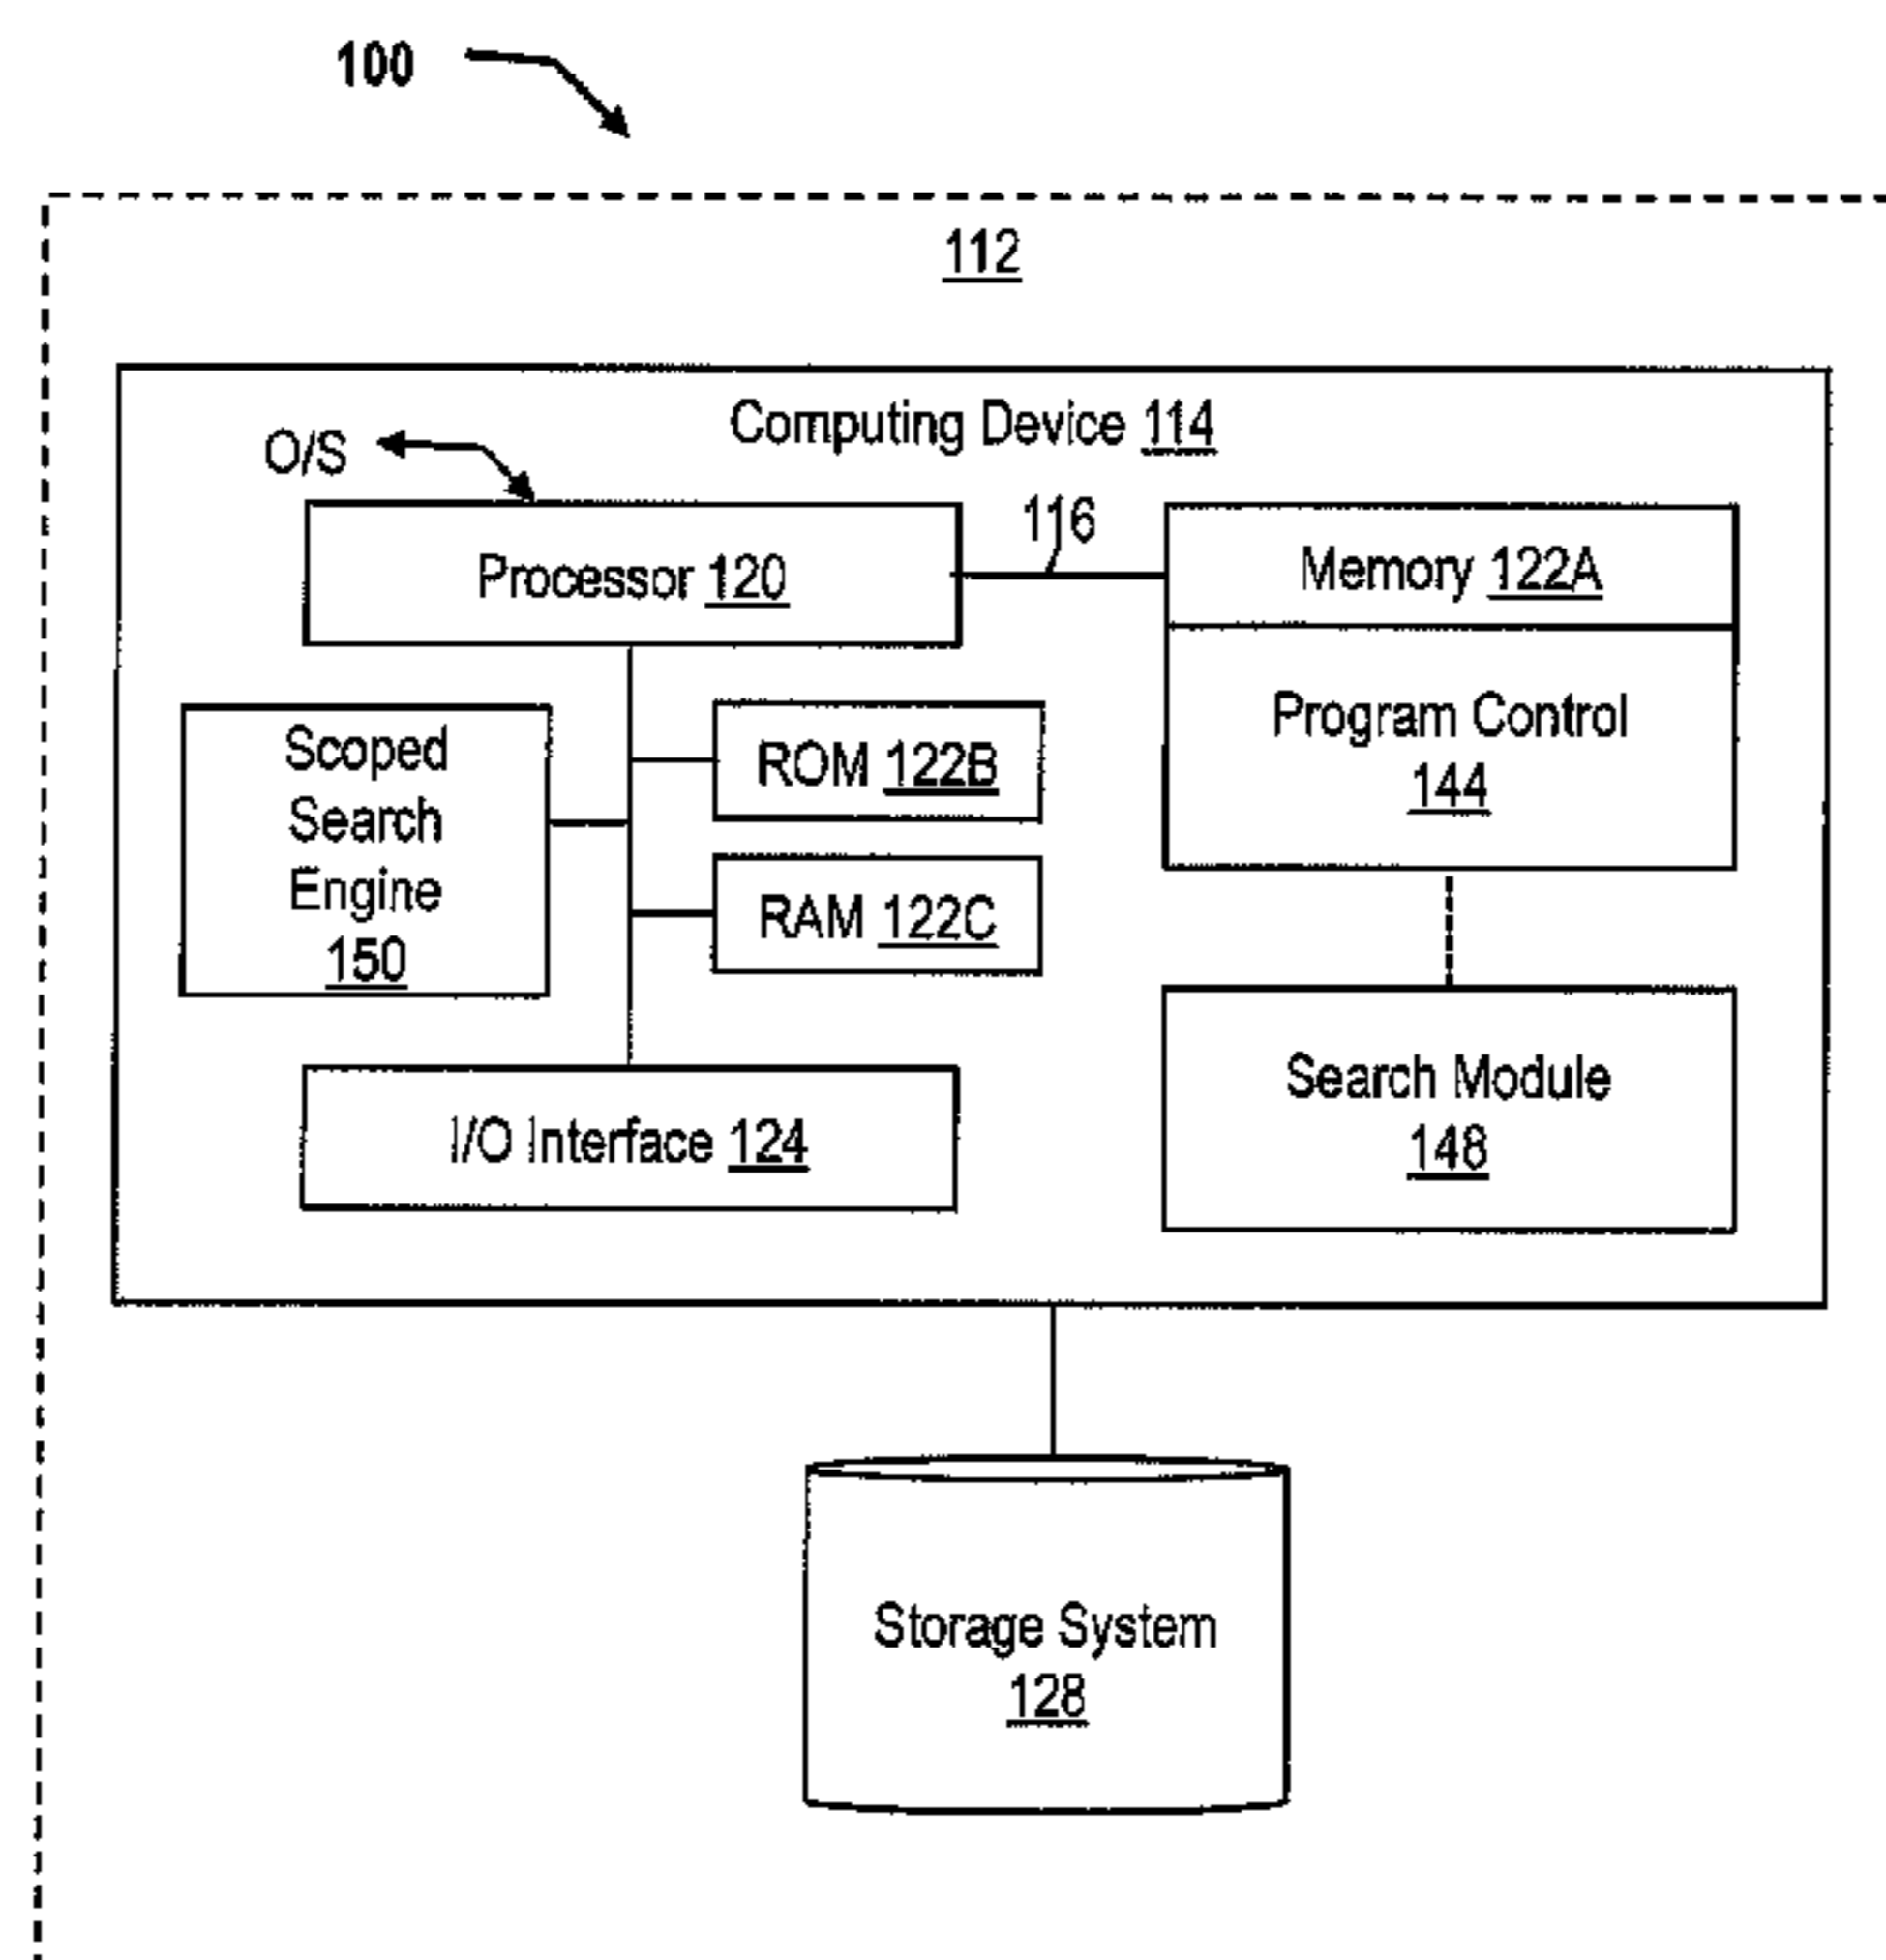 100
112
Computing Device 114
O/S
116
Processor 120
Memory 122A
Program Control
144
Scoped
Search
Engine
150
ROM 122B
RAM 122C
I/O Interface 124
Search Module
148
Storage System
128